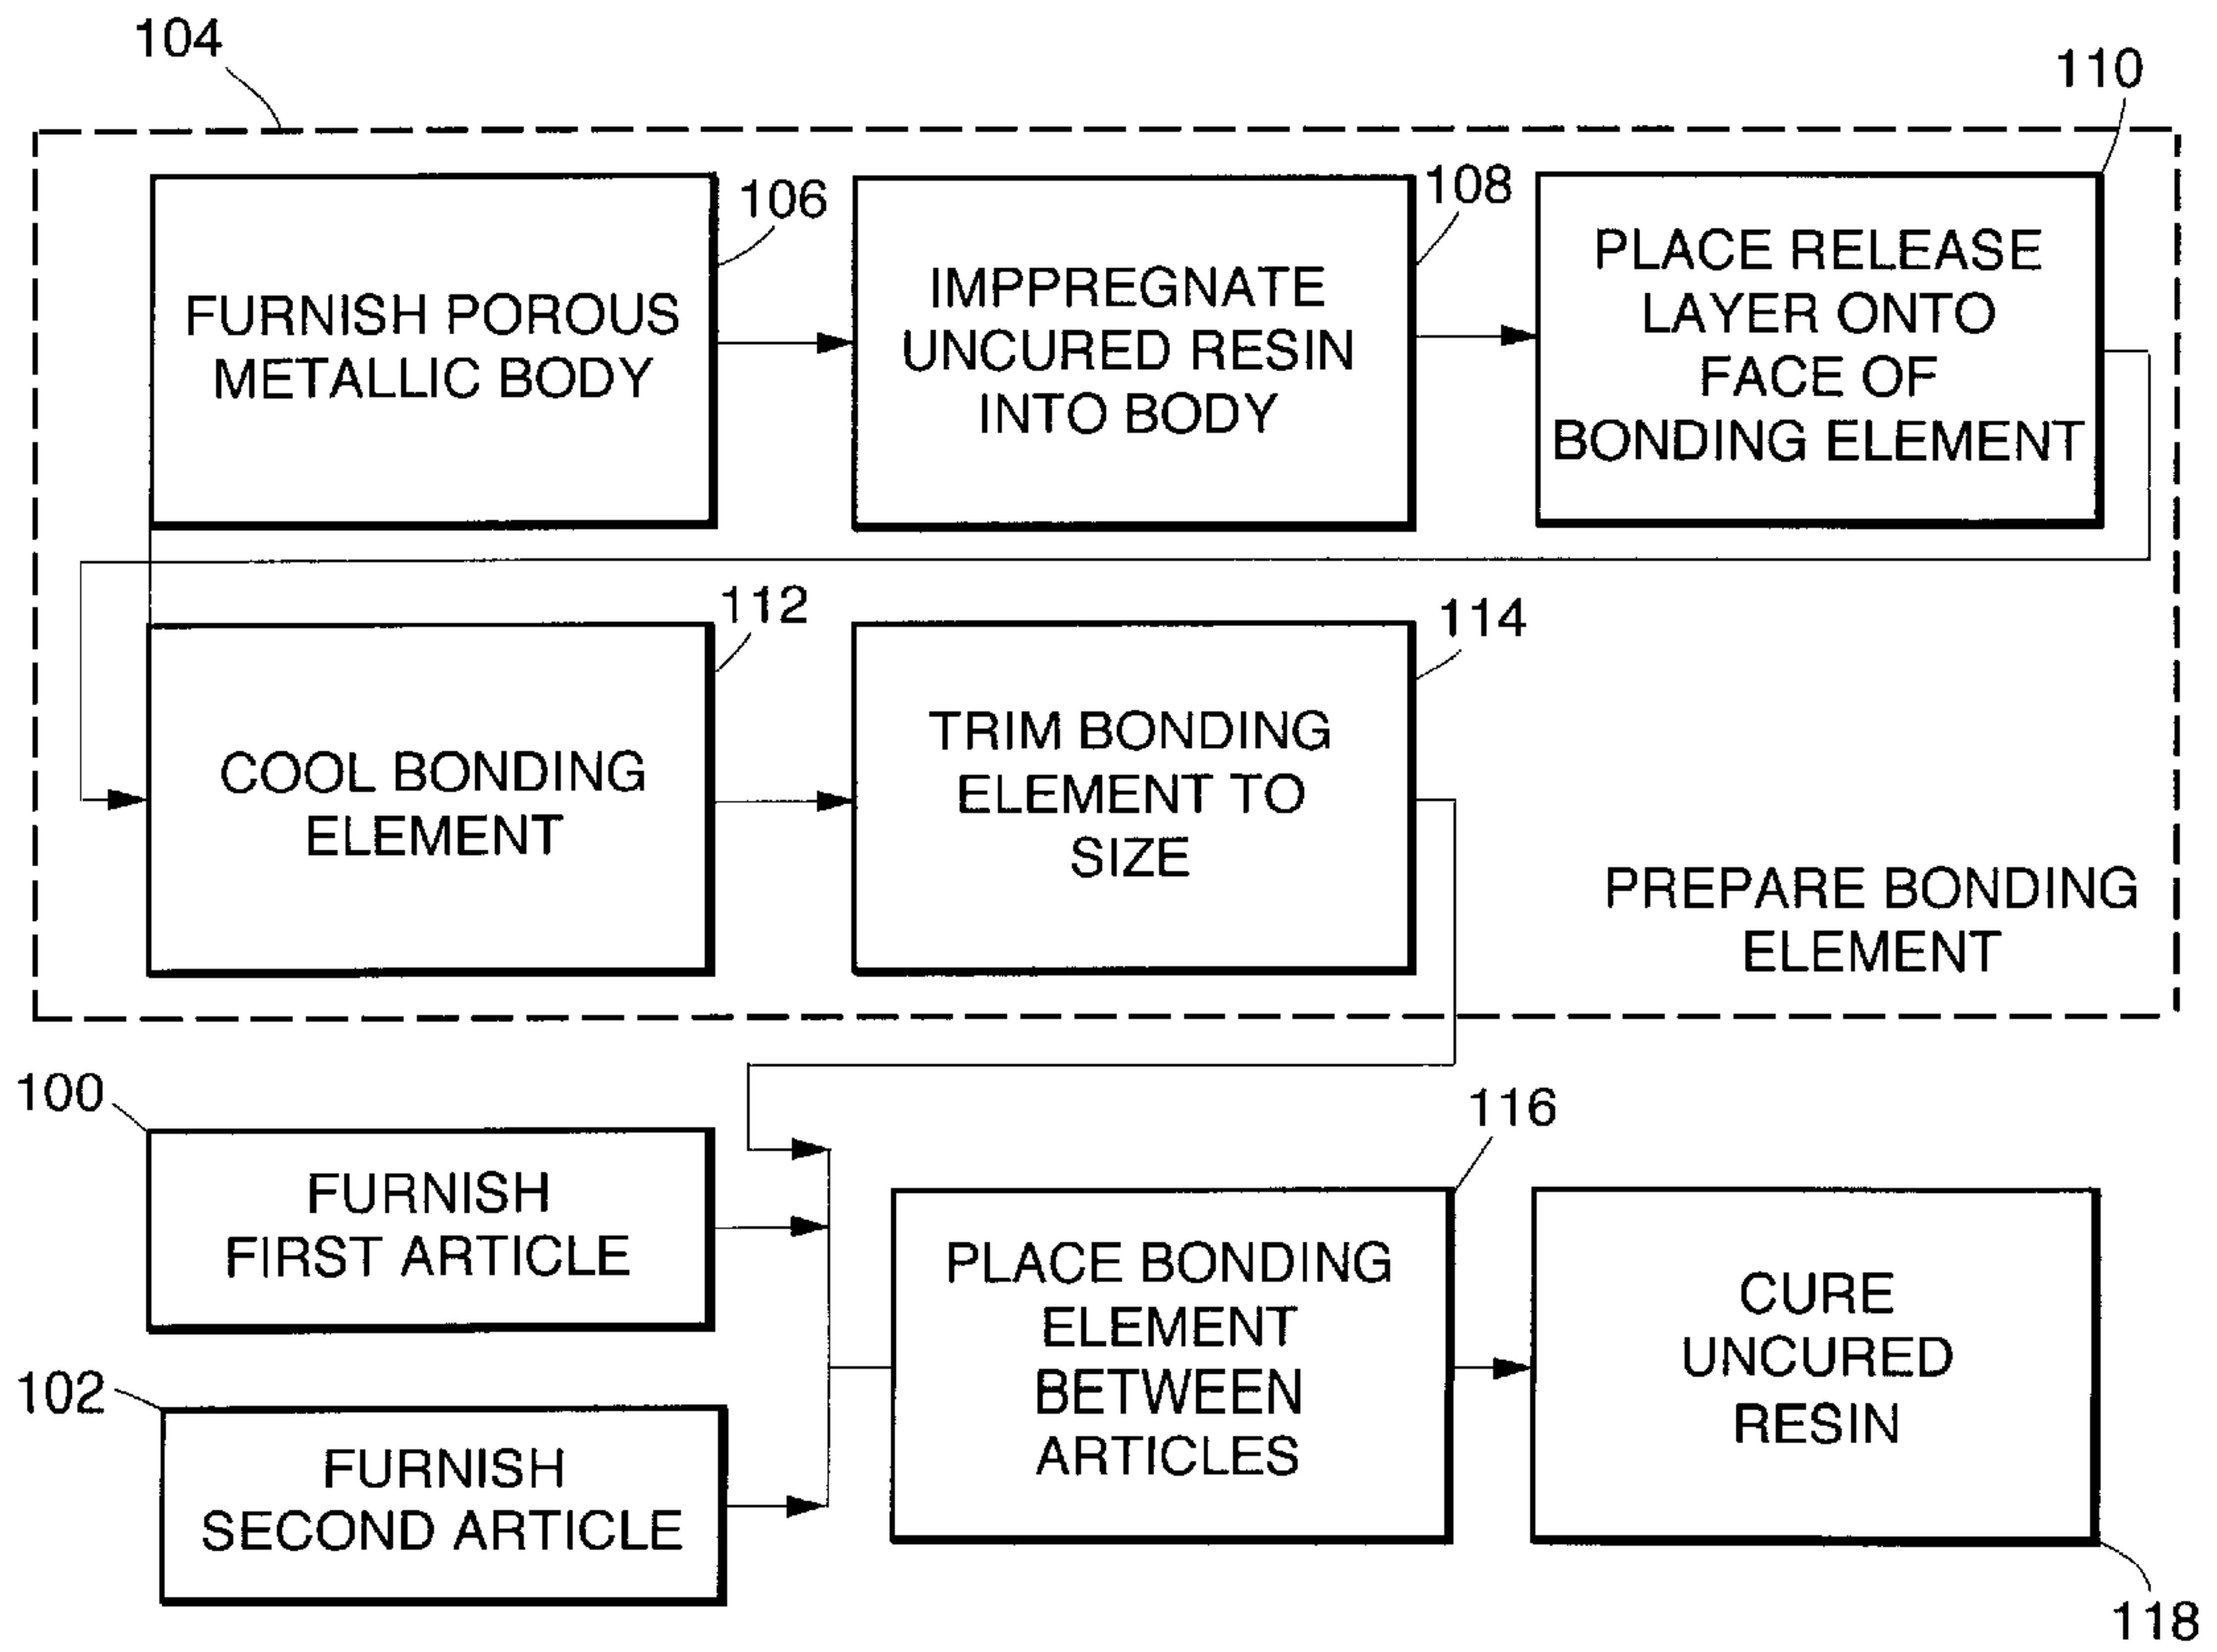 104
110
106
108
FURNISH POROUS
METALLIC BODY
IMPPREGNATE
UNCURED RESIN
INTO BODY
PLACE RELEASE
LAYER ONTO
FACE OF
BONDING ELEMENT
112
114
COOL BONDING
ELEMENT
TRIM BONDING
ELEMENT TO
SIZE
PREPARE BONDING
ELEMENT
100
FURNISH
FIRST ARTICLE
102
FURNISH
SECOND ARTICLE
116
PLACE BONDING
ELEMENT
BETWEEN
ARTICLES
CURE
UNCURED
RESIN
118